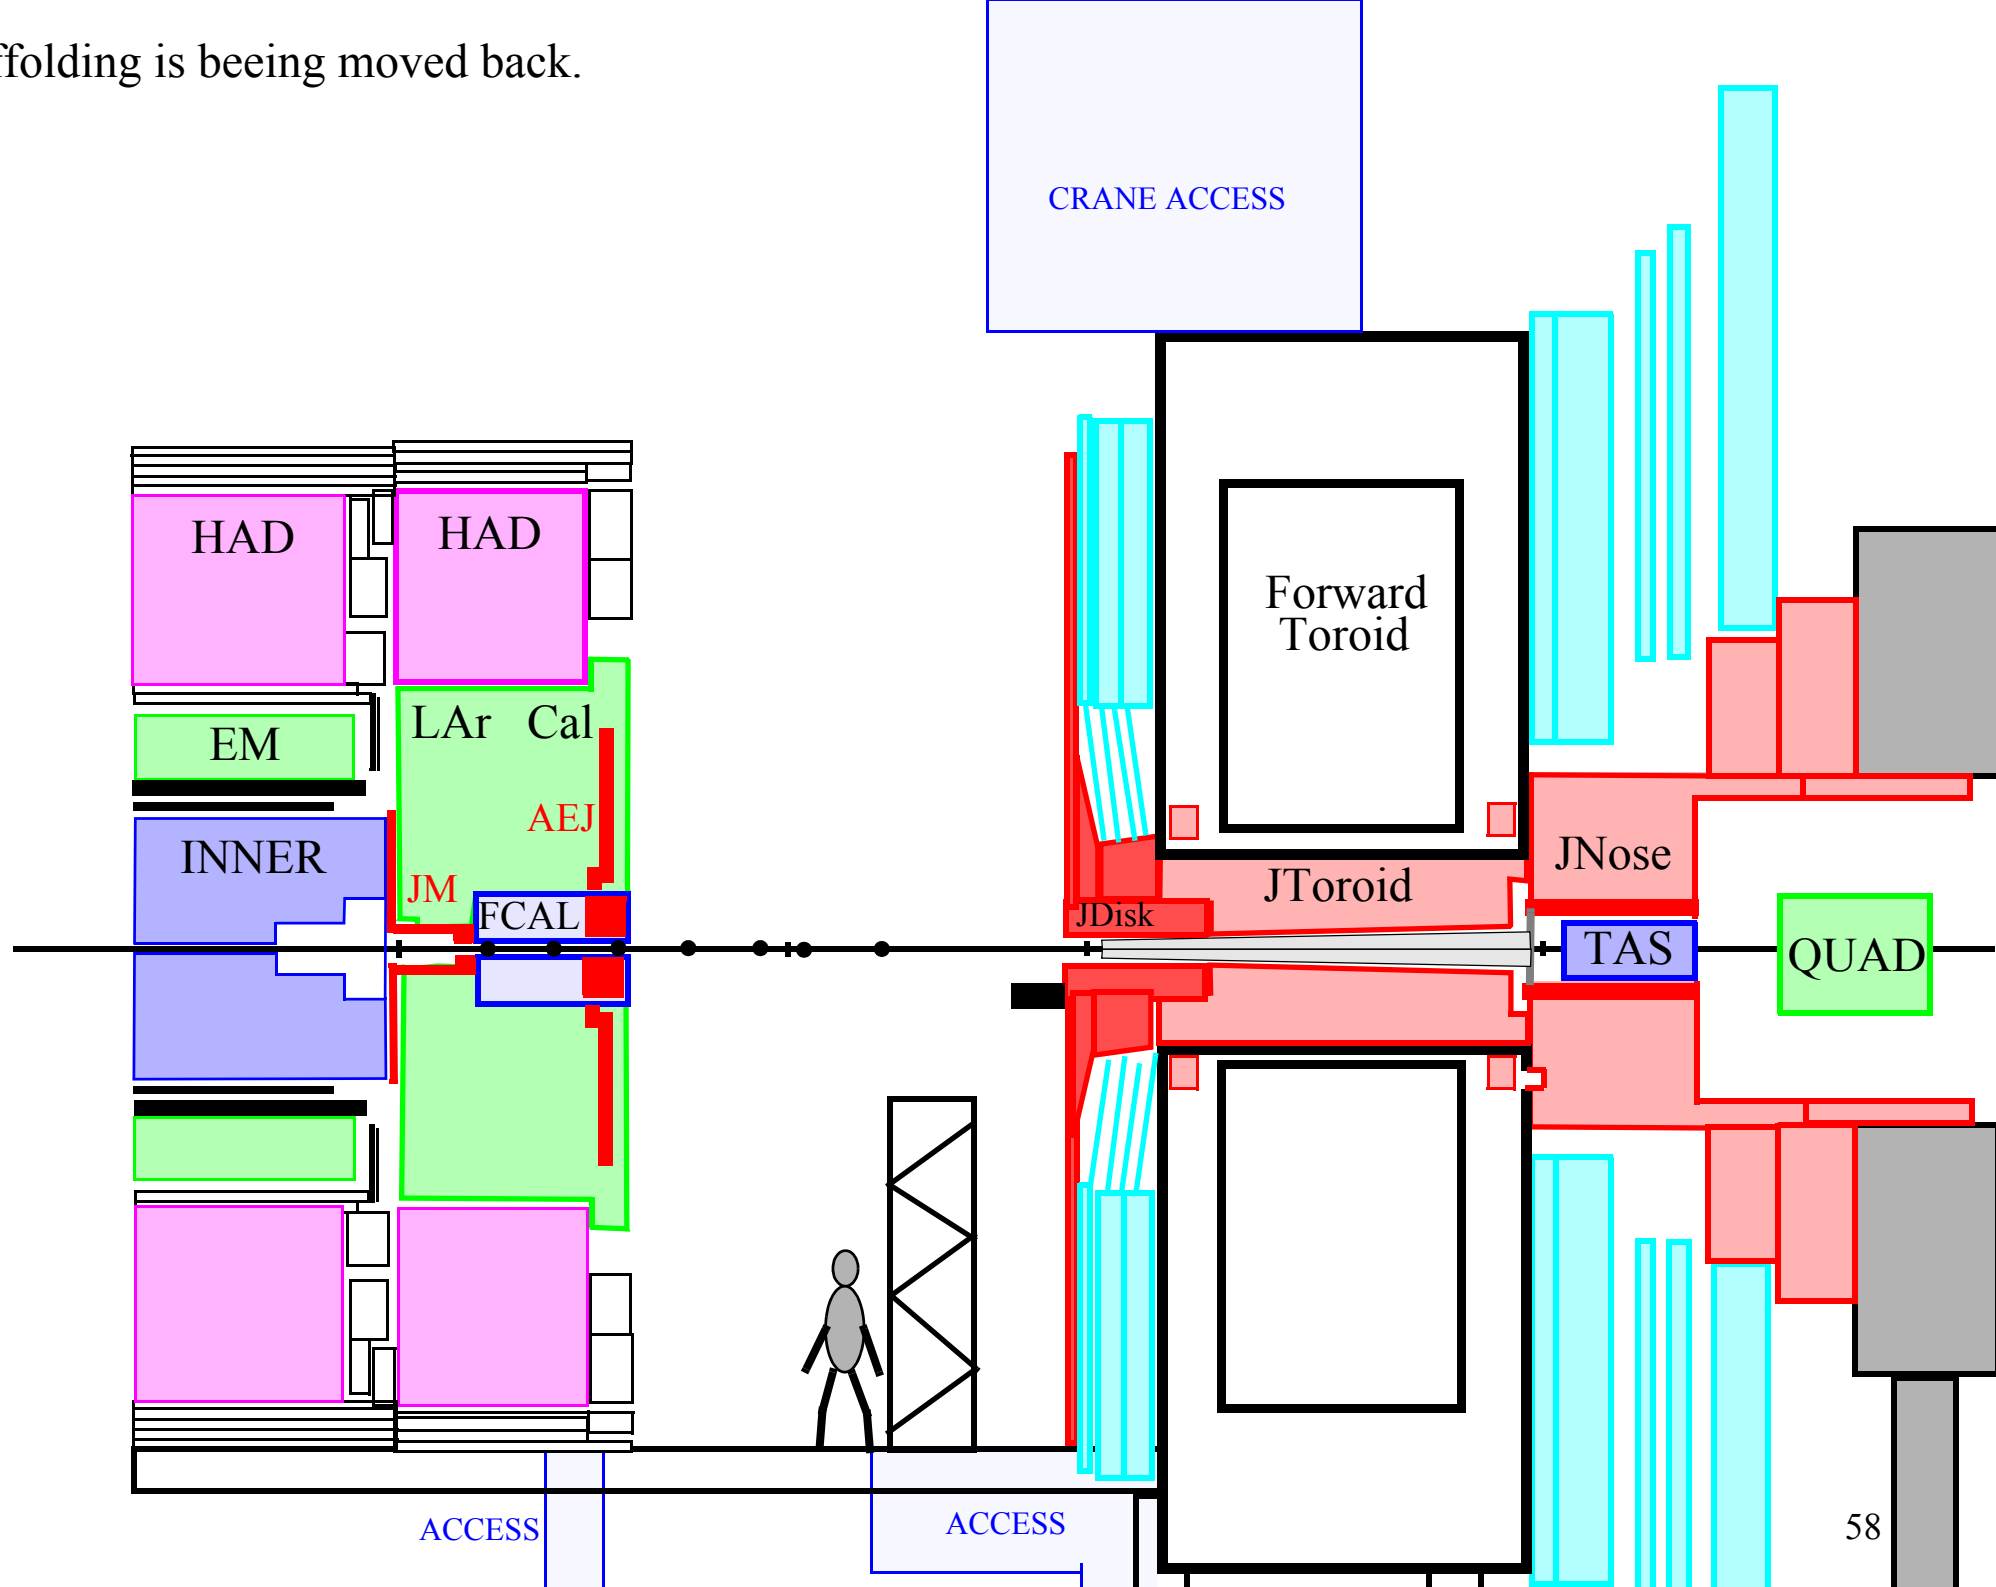 ffolding is beeing moved back.
CRANE ACCESS
HAD
HAD
Forward
Toroid
LAr Cal
EM
AEJ
INNER
JM
FCAL
JDisk
JToroid
JNose
TAS
QUAD
ACCESS
ACCESS
58